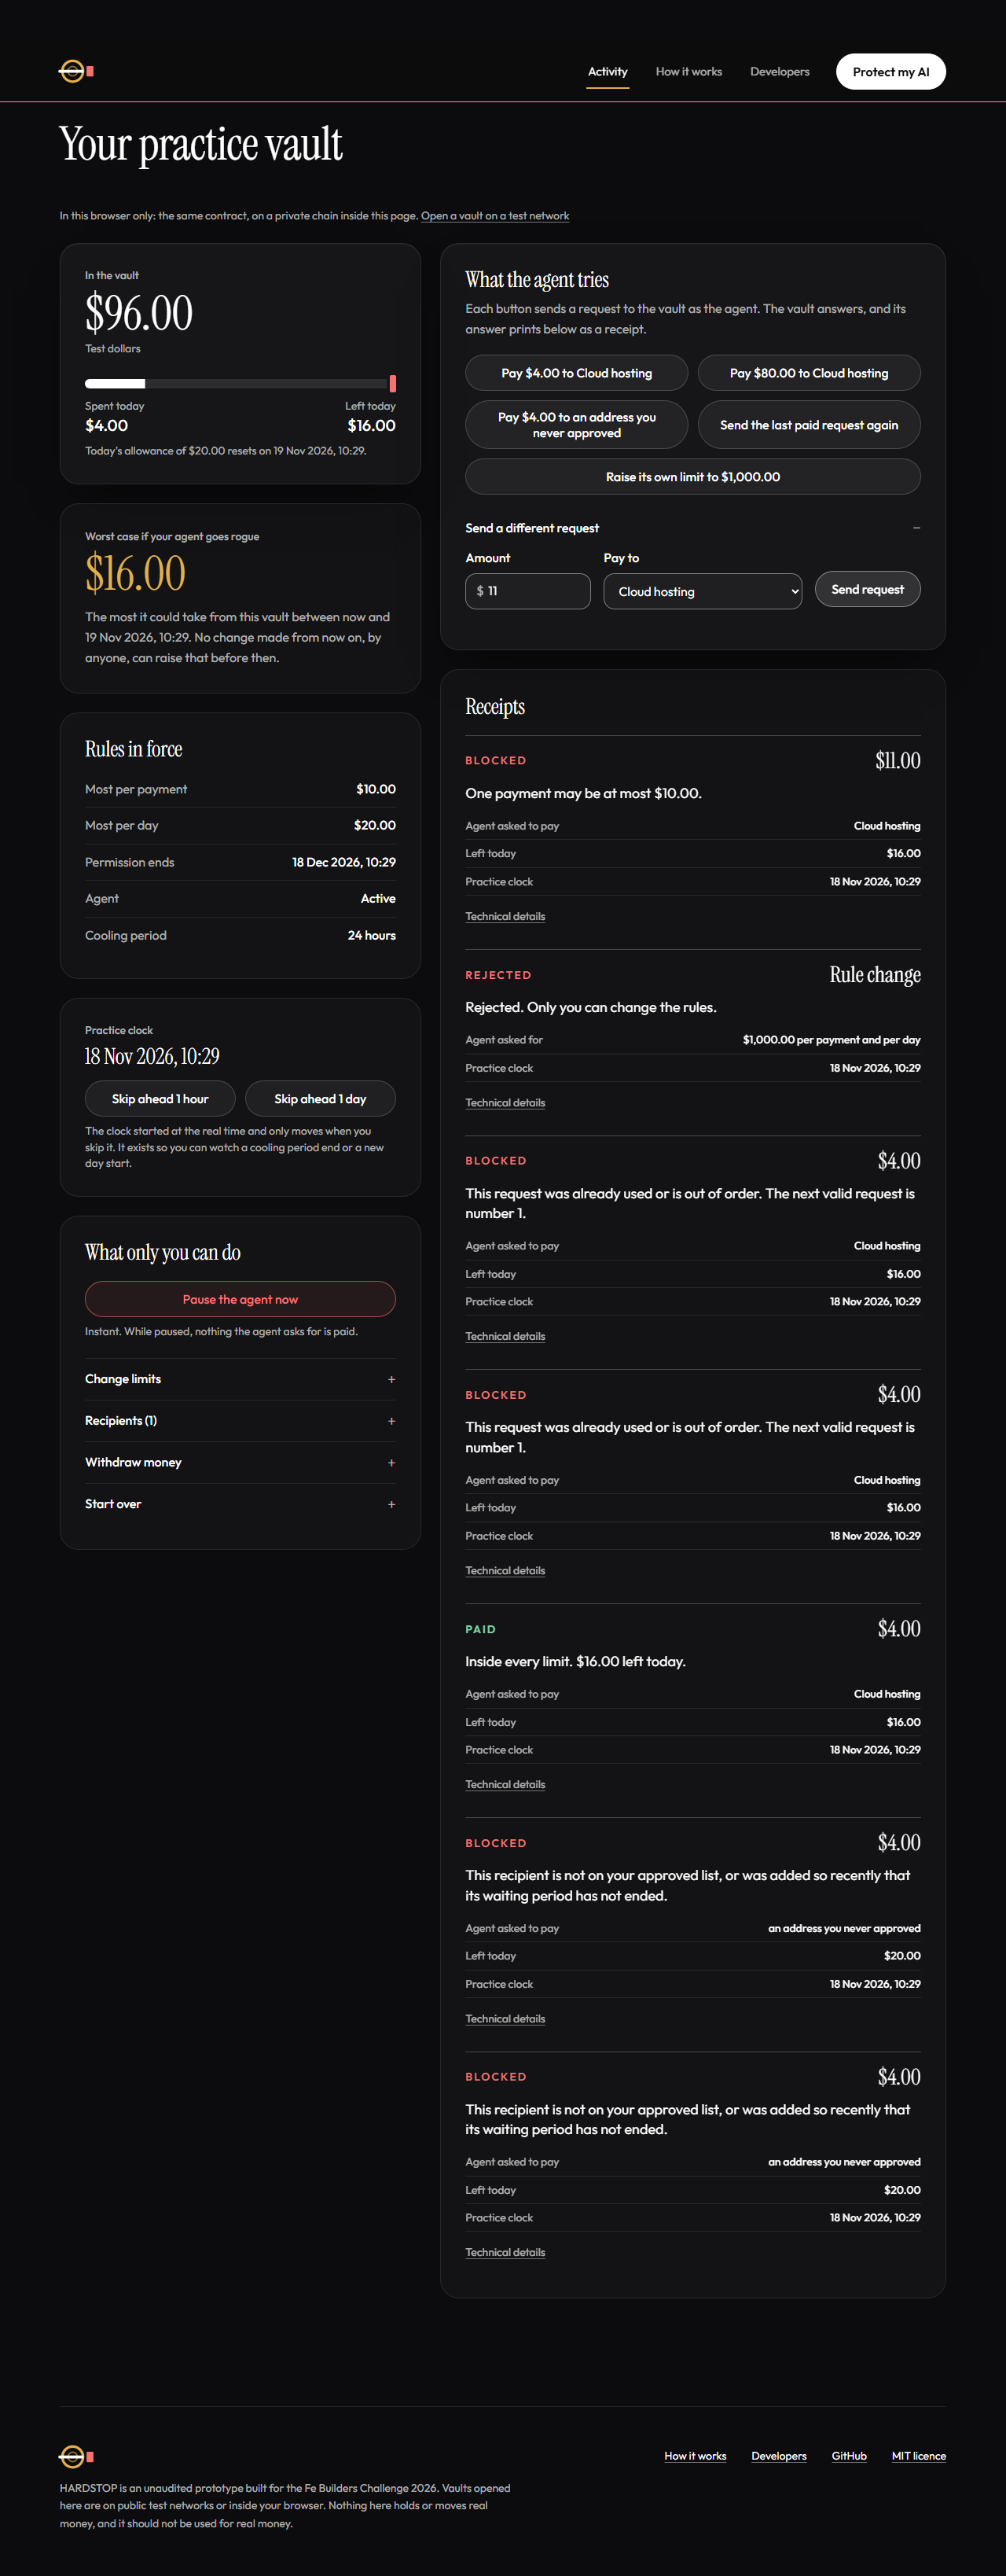 Activity
How it works
Developers
Protect my AI
Your practice vault
In this browser only: the same contract, on a private chain inside this page. Open a vault on a test network
In the vault
$96.00
Test dollars
Spent today
Left today
$4.00
$16.00
Today's allowance of $20.00 resets on 19 Nov 2026, 10:29.
Worst case if your agent goes rogue
$16.00
The most it could take from this vault between now and
19 Nov 2026, 10:29. No change made from now on, by
anyone, can raise that before then.
Rules in force
Most per payment
$10.00
Most per day
$20.00
Permission ends
18 Dec 2026, 10:29
Agent
Active
Cooling period
24 hours
Practice clock
18 Nov 2026, 10:29
Skip ahead 1 hour
Skip ahead 1 day
The clock started at the real time and only moves when you
skip it. It exists so you can watch a cooling period end or a new
day start.
What only you can do
Pause the agent now
Instant. While paused, nothing the agent asks for is paid.
Change limits
+
Recipients (1)
+
Withdraw money
+
Start over
+
What the agent tries
Each button sends a request to the vault as the agent. The vault answers, and its
answer prints below as a receipt.
Pay $4.00 to Cloud hosting
Pay $80.00 to Cloud hosting
Pay $4.00 to an address you
never approved
Send the last paid request again
Raise its own limit to $1,000.00
Send a different request
−
Amount
Pay to
$ 11
Cloud hosting
Send request
Receipts
BLOCKED
$11.00
One payment may be at most $10.00.
Agent asked to pay
Cloud hosting
Left today
$16.00
Practice clock
18 Nov 2026, 10:29
Technical details
REJECTED
Rule change
Rejected. Only you can change the rules.
Agent asked for
$1,000.00 per payment and per day
Practice clock
18 Nov 2026, 10:29
Technical details
BLOCKED
$4.00
This request was already used or is out of order. The next valid request is
number 1.
Agent asked to pay
Cloud hosting
Left today
$16.00
Practice clock
18 Nov 2026, 10:29
Technical details
BLOCKED
$4.00
This request was already used or is out of order. The next valid request is
number 1.
Agent asked to pay
Cloud hosting
Left today
$16.00
Practice clock
18 Nov 2026, 10:29
Technical details
PAID
$4.00
Inside every limit. $16.00 left today.
Agent asked to pay
Cloud hosting
Left today
$16.00
Practice clock
18 Nov 2026, 10:29
Technical details
BLOCKED
$4.00
This recipient is not on your approved list, or was added so recently that
its waiting period has not ended.
Agent asked to pay
an address you never approved
Left today
$20.00
Practice clock
18 Nov 2026, 10:29
Technical details
BLOCKED
$4.00
This recipient is not on your approved list, or was added so recently that
its waiting period has not ended.
Agent asked to pay
an address you never approved
Left today
$20.00
Practice clock
18 Nov 2026, 10:29
Technical details
How it works
Developers
GitHub
MIT licence
HARDSTOP is an unaudited prototype built for the Fe Builders Challenge 2026. Vaults opened
here are on public test networks or inside your browser. Nothing here holds or moves real
money, and it should not be used for real money.